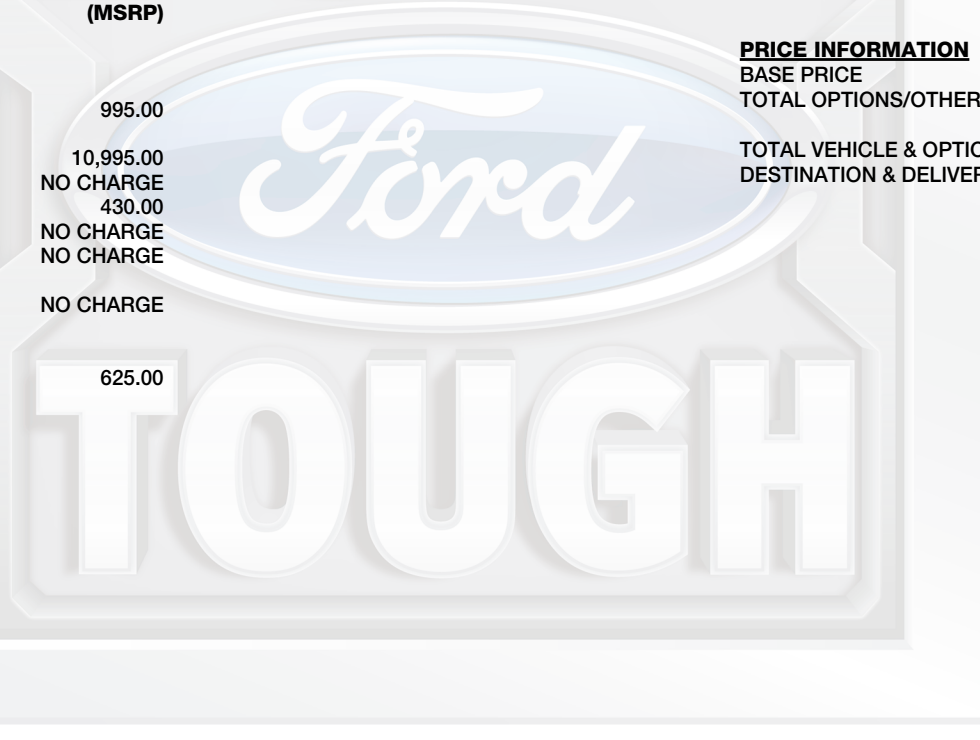 (MSRP)
995.00
10,995.00
NO CHARGE
430.00
NO CHARGE
NO CHARGE
NO CHARGE
625.00
PRICE INFORMATION
BASE PRICE
TOTAL OPTIONS/OTHER
TOTAL VEHICLE & OPTIO
DESTINATION & DELIVER
Ford
TOUGH